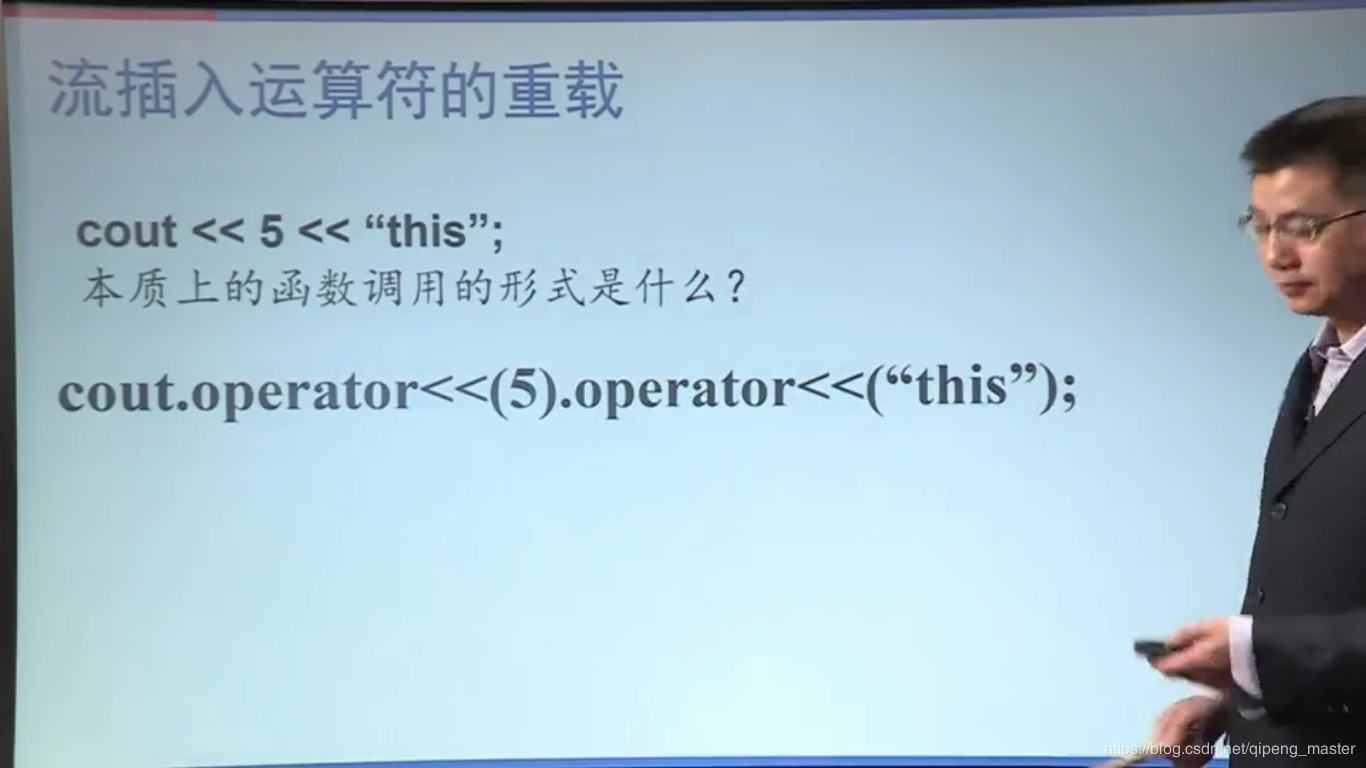 流插入运算符的重载
cout << 5 << “this”;
本质上的函数调用的形式是什么？
cout.operator<<(5).operator<<(“this”);
https://blog.csdn.net/qipeng_master